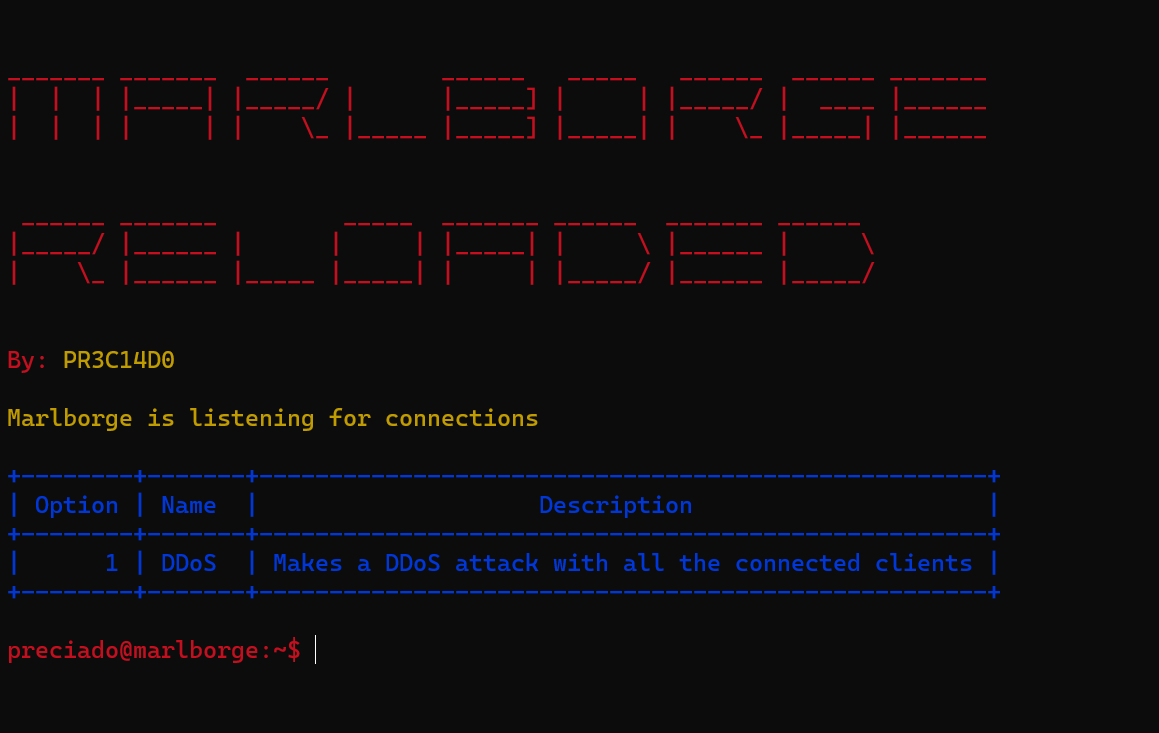 MARLBORGE
RELOADED
By: PR3C14D0
Marlborge is listening for connections
Option | Name | Description
1 | DDoS | Makes a DDoS attack with all the connected clients
preciado@marlborge:~$